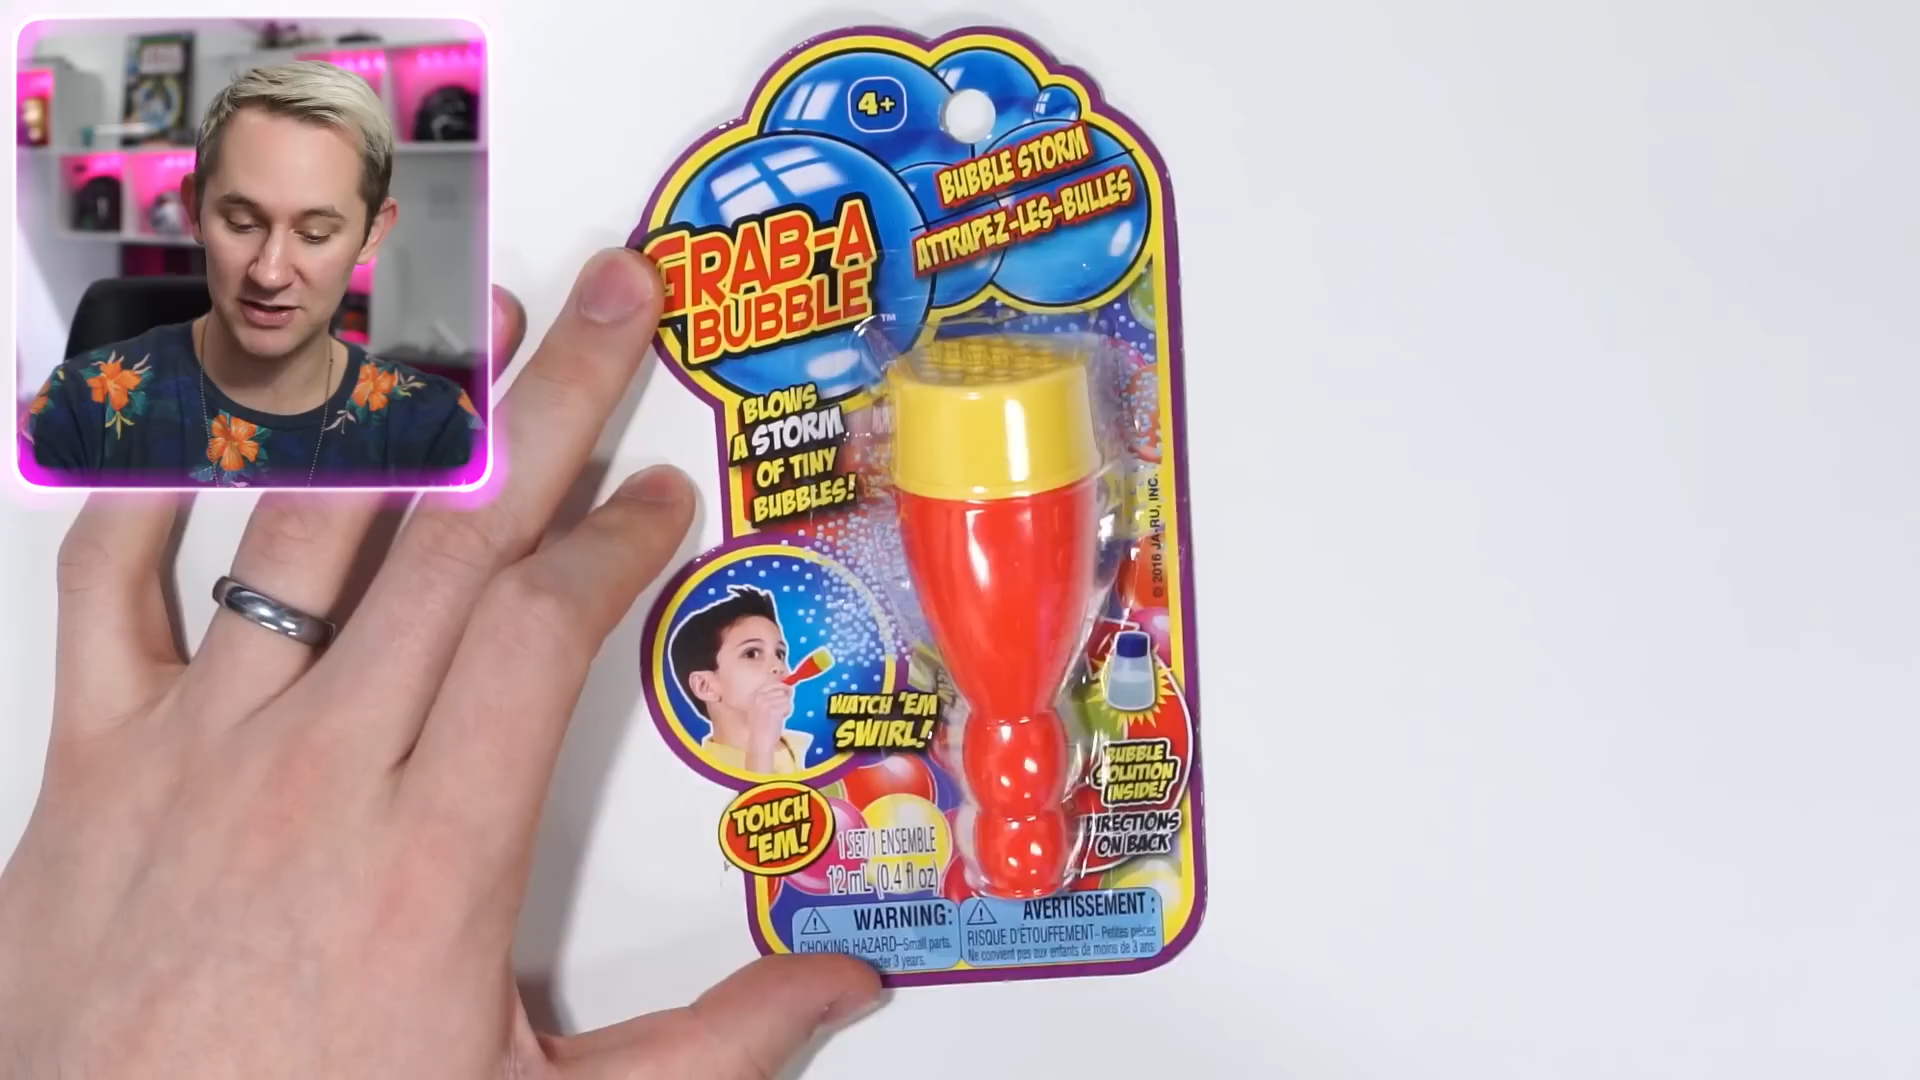 4+
BUBBLE STORM
ATTRAPEZ-LES-BULLES
GRAB-A
BUBBLE™
BLOWS
A STORM
OF TINY
BUBBLES!
© 2016 JA-RU, INC.
WATCH 'EM
SWIRL!
BUBBLE
SOLUTION
INSIDE!
DIRECTIONS
ON BACK
TOUCH
'EM!
1 SET/1 ENSEMBLE
12 mL (0.4 fl oz)
WARNING:
CHOKING HAZARD–Small parts.
under 3 years.
AVERTISSEMENT :
RISQUE D'ÉTOUFFEMENT - Petites pièces
Ne convient pas aux enfants de moins de 3 ans.